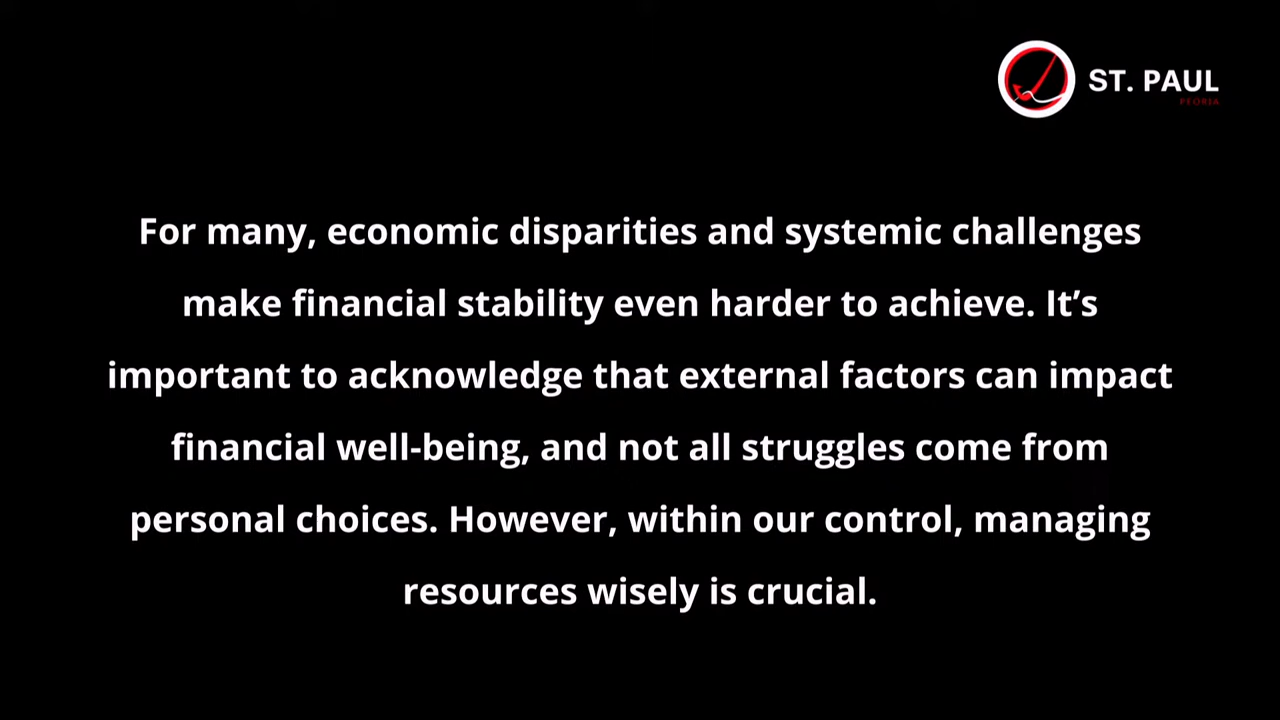 ST. PAUL
PEORIA
For many, economic disparities and systemic challenges
make financial stability even harder to achieve. It’s
important to acknowledge that external factors can impact
financial well-being, and not all struggles come from
personal choices. However, within our control, managing
resources wisely is crucial.